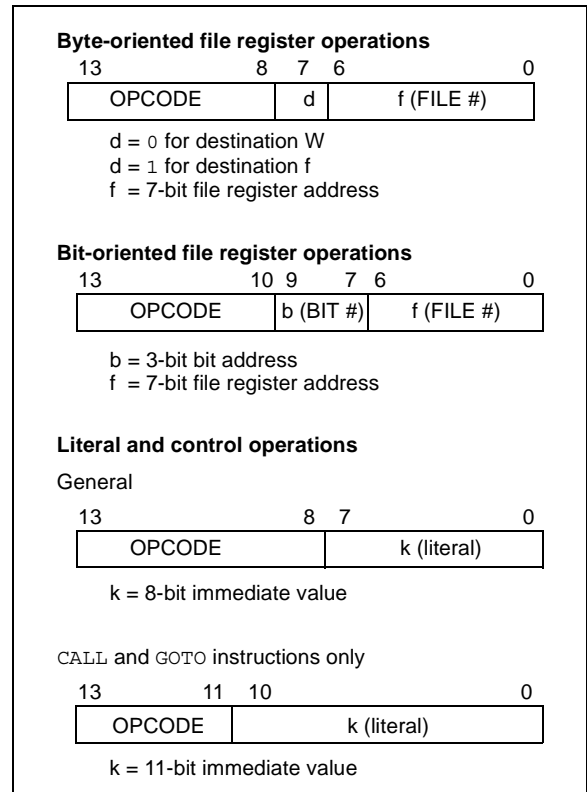 Byte-oriented file register operations
13 8 7 6 0
OPCODE d f (FILE #)
d = 0 for destination W
d = 1 for destination f
f = 7-bit file register address
Bit-oriented file register operations
13 10 9 7 6 0
OPCODE b (BIT #) f (FILE #)
b = 3-bit bit address
f = 7-bit file register address
Literal and control operations
General
13 8 7 0
OPCODE k (literal)
k = 8-bit immediate value
CALL and GOTO instructions only
13 11 10 0
OPCODE k (literal)
k = 11-bit immediate value